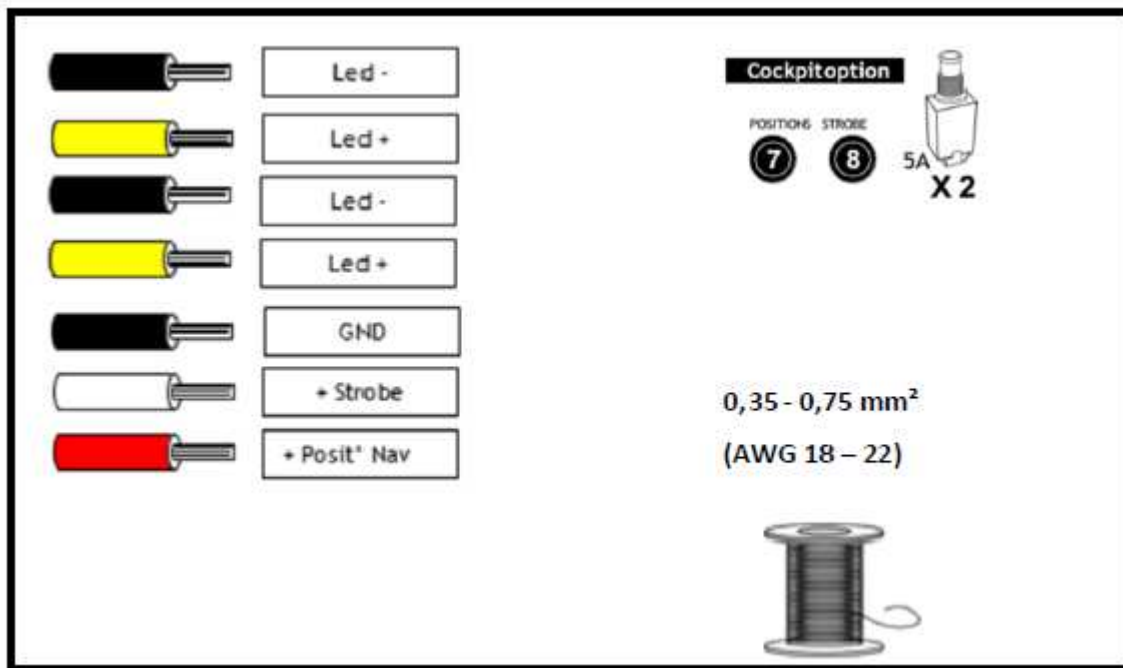 Led -
Led +
Led -
Led +
GND
+ Strobe
+ Posit° Nav
Cockpitoption
POSITIONS STROBE
7 8
5A
X 2
0,35 - 0,75 mm²
(AWG 18 – 22)